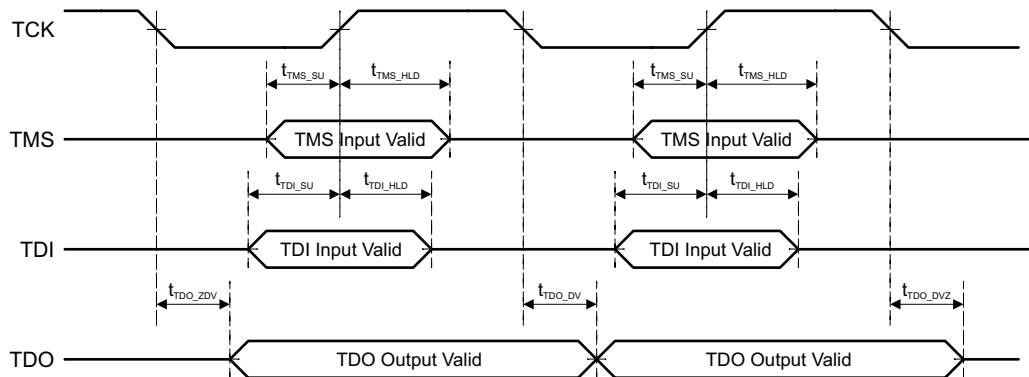 TCK
tTMS_SU tTMS_HLD tTMS_SU tTMS_HLD
TMS TMS Input Valid TMS Input Valid
tTDI_SU tTDI_HLD tTDI_SU tTDI_HLD
TDI TDI Input Valid TDI Input Valid
tTDO_ZDV tTDO_DV tTDO_DVZ
TDO TDO Output Valid TDO Output Valid